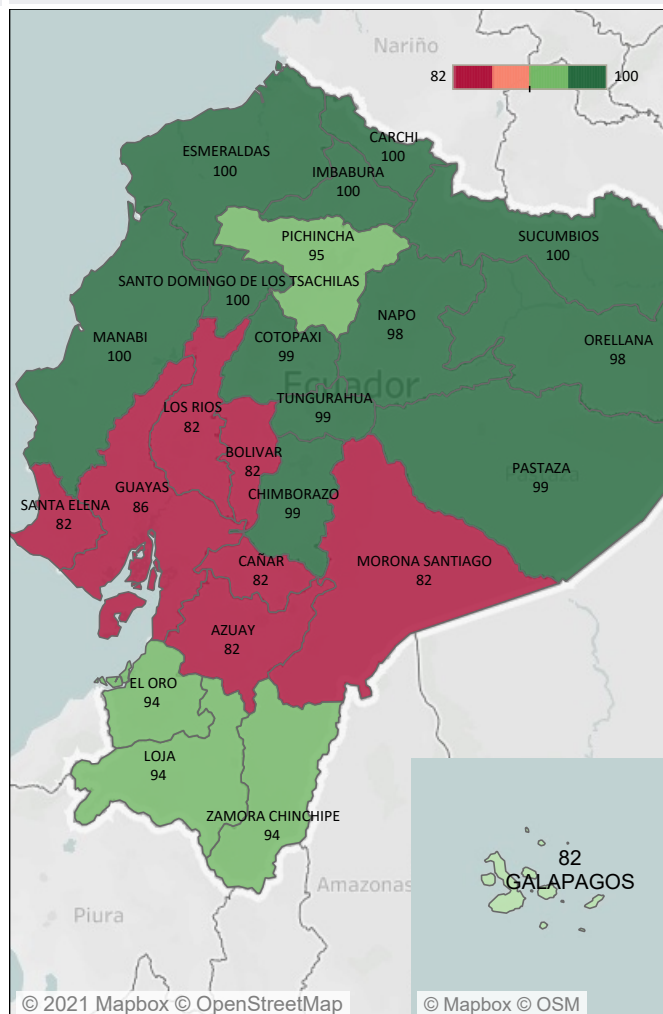 Nariño
82
100
CARCHI
100
ESMERALDAS
100
IMBABURA
100
PICHINCHA
95
SUCUMBIOS
100
SANTO DOMINGO DE LOS TSACHILAS
100
NAPO
98
MANABI
100
COTOPAXI
99
ORELLANA
98
Ecuador
TUNGURAHUA
99
LOS RIOS
82
BOLIVAR
82
PASTAZA
99
GUAYAS
86
CHIMBORAZO
99
SANTA ELENA
82
CAÑAR
82
MORONA SANTIAGO
82
AZUAY
82
EL ORO
94
LOJA
94
ZAMORA CHINCHIPE
94
82
GALAPAGOS
Amazonas
Piura
© 2021 Mapbox © OpenStreetMap
© Mapbox © OSM